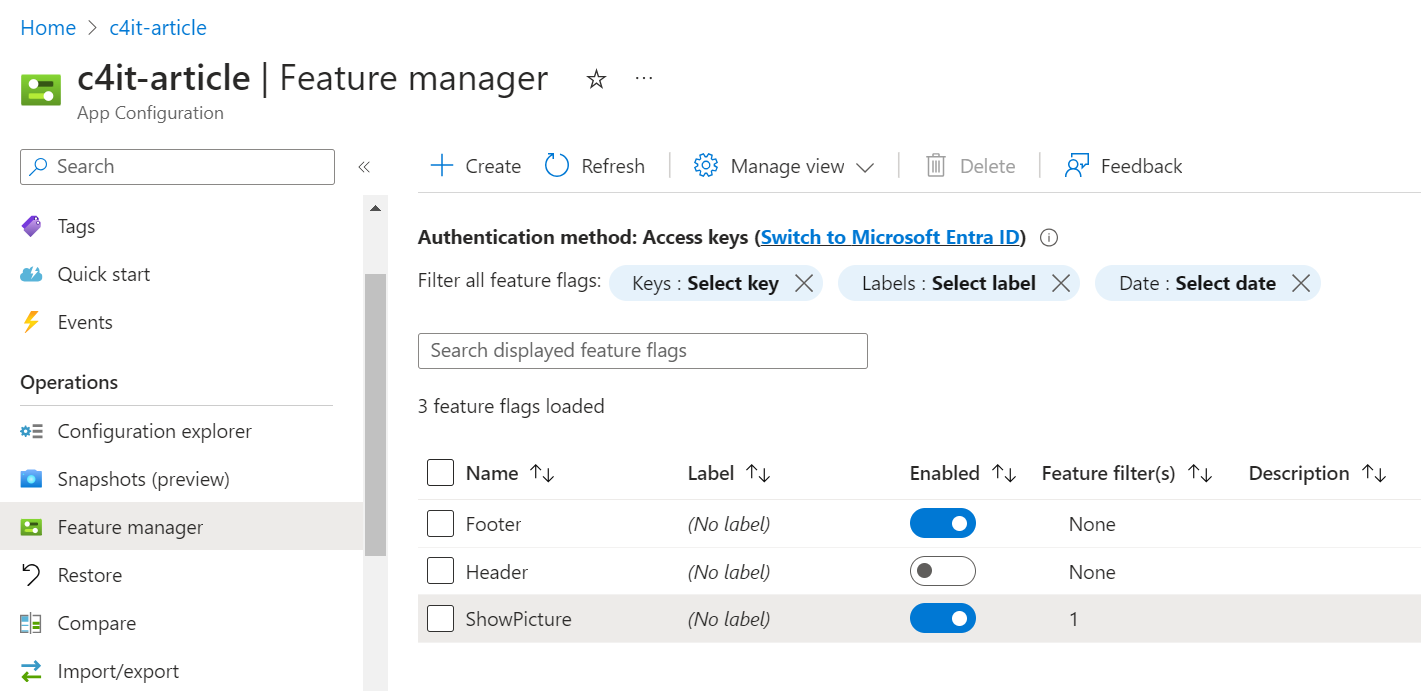 Home > c4it-article
c4it-article | Feature manager
App Configuration
Search
Tags
Quick start
Events
Operations
Configuration explorer
Snapshots (preview)
Feature manager
Restore
Compare
Import/export
Create Refresh Manage view Delete Feedback
Authentication method: Access keys (Switch to Microsoft Entra ID)
Filter all feature flags: Keys : Select key Labels : Select label Date : Select date
Search displayed feature flags
3 feature flags loaded
Name Label Enabled Feature filter(s) Description
Footer (No label) None
Header (No label) None
ShowPicture (No label) 1